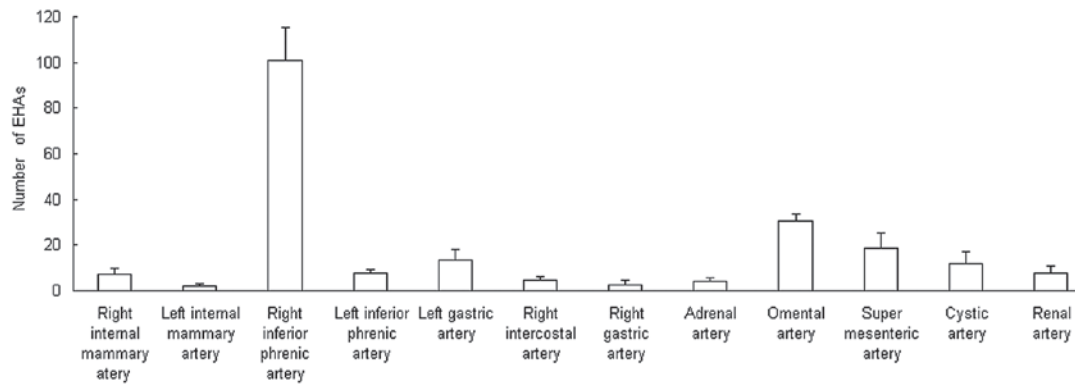 120
100
80
60
40
20
0
Number of EHAs
Right
internal
mammary
atery
Left internal
mammary
artery
Right
inferior
phrenic
artery
Left inferior
phrenic
artery
Left gastric
artery
Right
intercostal
artery
Right
gastric
artery
Adrenal
artery
Omental
artery
Super
mesenteric
artery
Cystic
artery
Renal
artery